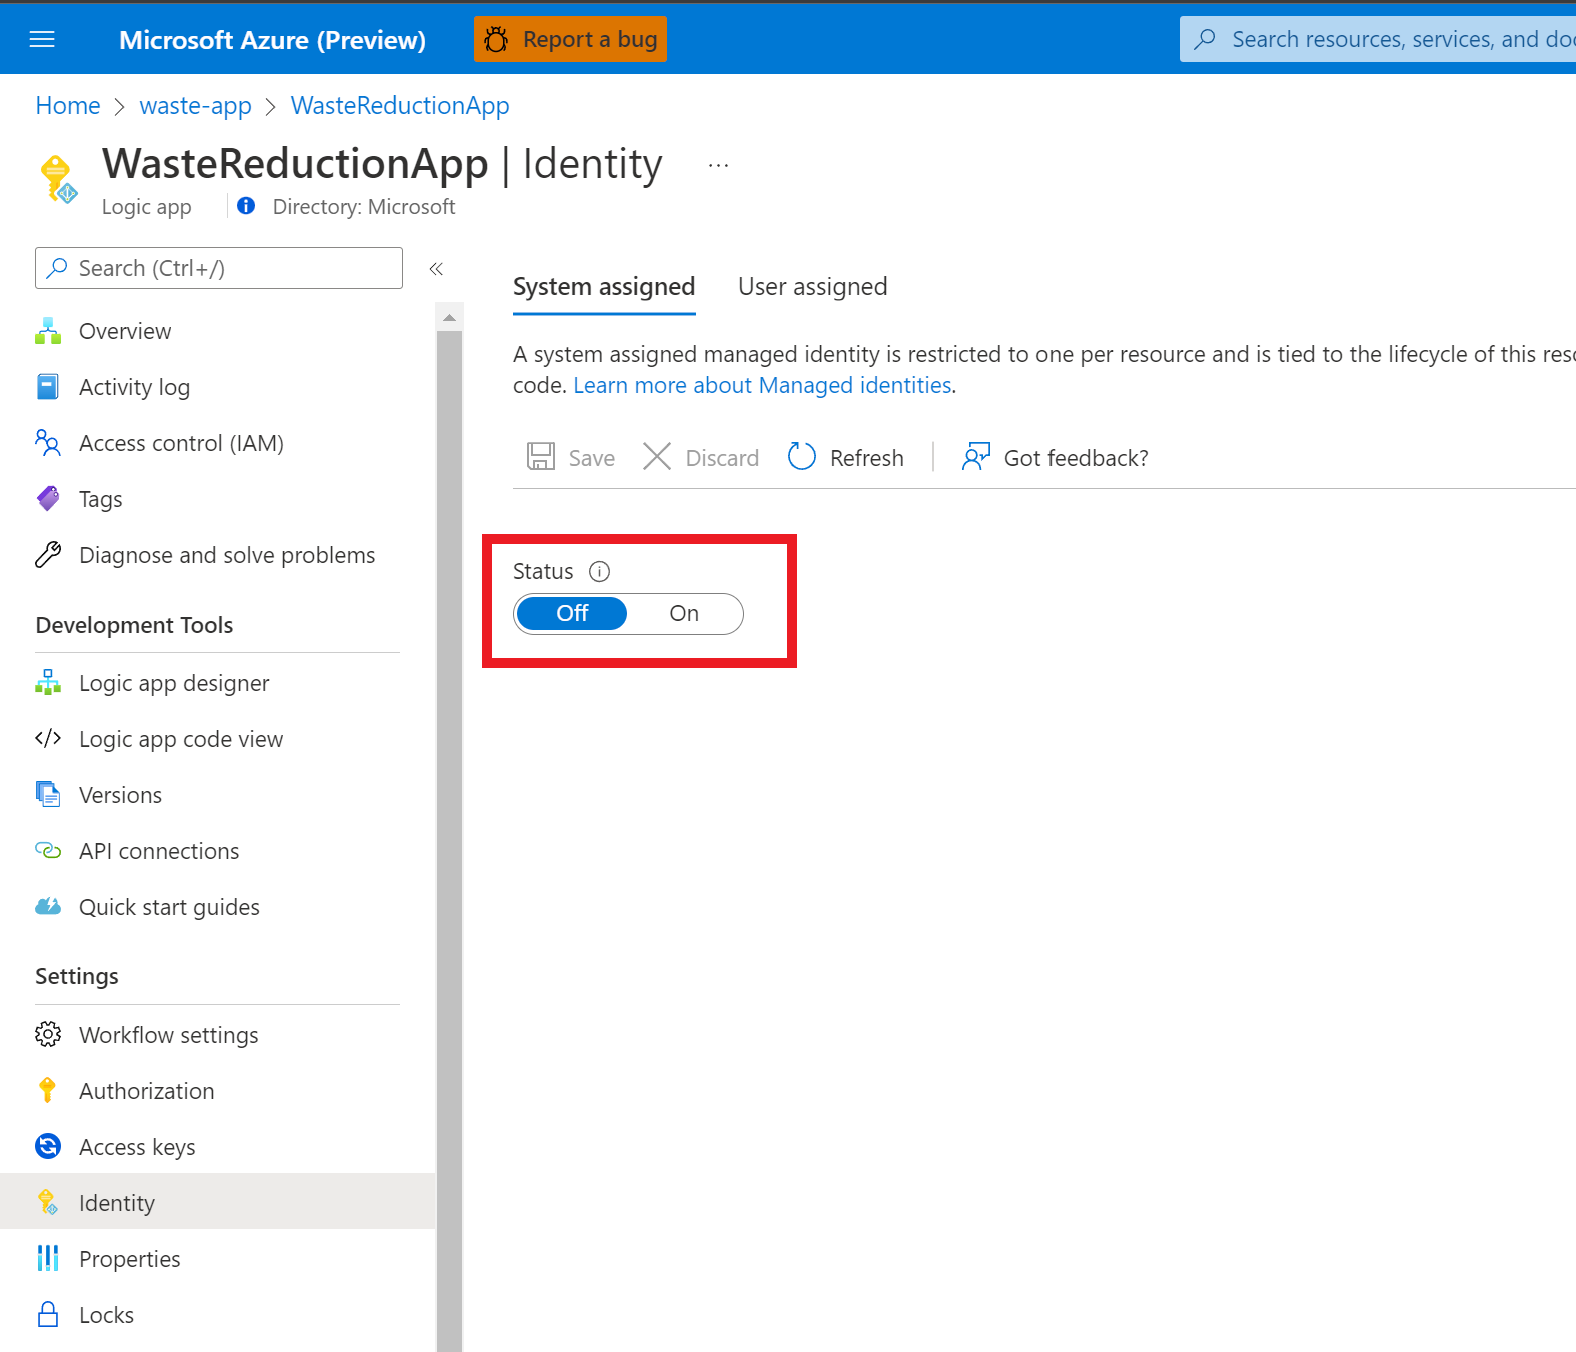 Microsoft Azure (Preview)
Report a bug
Search resources, services, and doc
Home > waste-app > WasteReductionApp
WasteReductionApp | Identity ...
Logic app
Directory: Microsoft
Search (Ctrl+/)
«
Overview
Activity log
Access control (IAM)
Tags
Diagnose and solve problems
Development Tools
Logic app designer
Logic app code view
Versions
API connections
Quick start guides
Settings
Workflow settings
Authorization
Access keys
Identity
Properties
Locks
System assigned
User assigned
A system assigned managed identity is restricted to one per resource and is tied to the lifecycle of this reso
code. Learn more about Managed identities.
Save
Discard
Refresh
Got feedback?
Status
Off
On